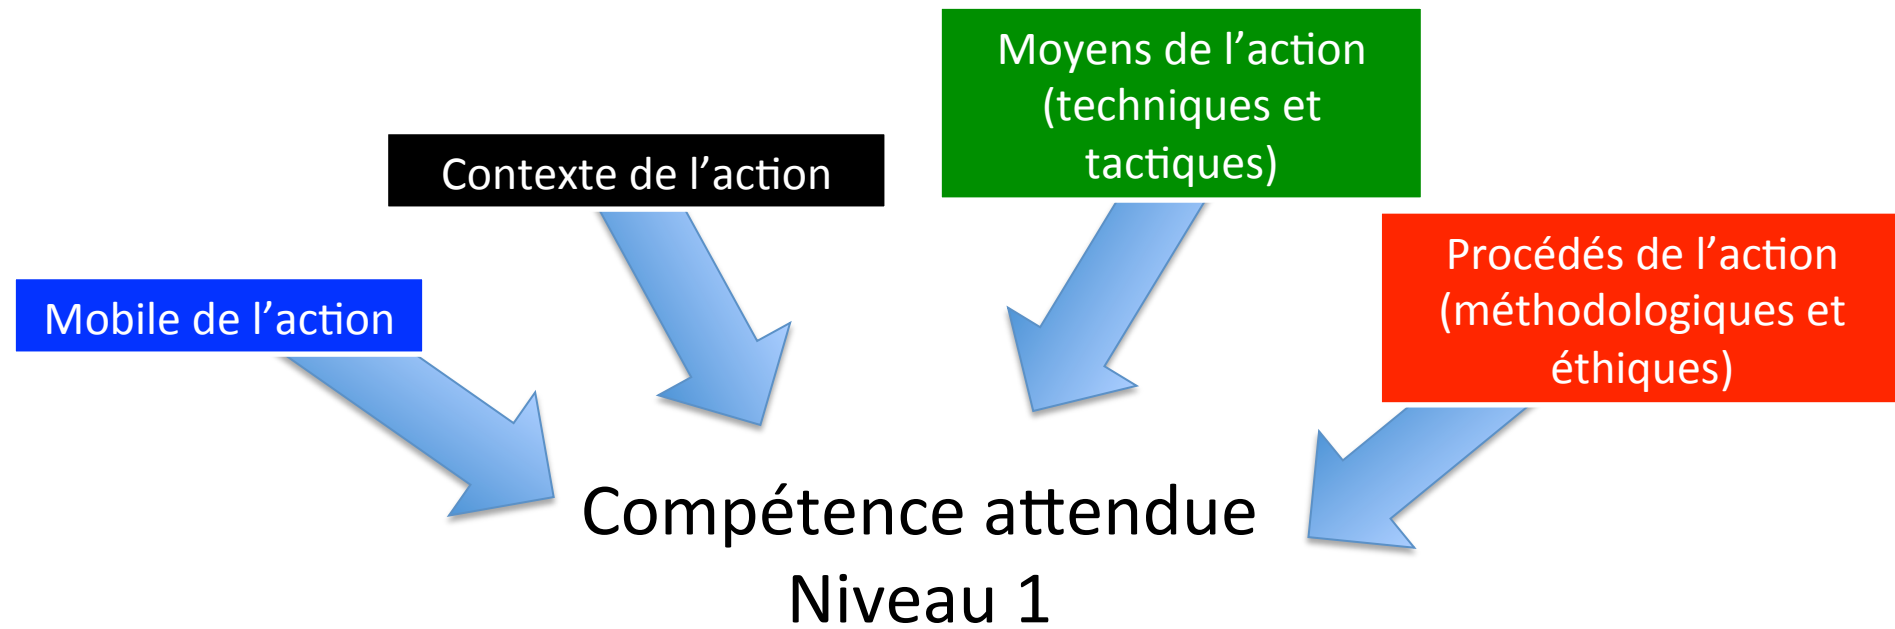 Mobile de l’action
Contexte de l’action
Moyens de l’action
(techniques et
tactiques)
Procédés de l’action
(méthodologiques et
éthiques)
Compétence attendue
Niveau 1